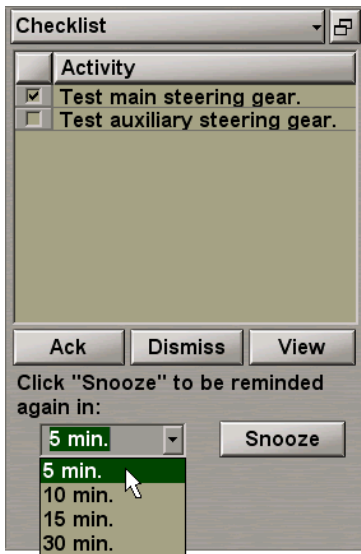 Checklist
Activity
Test main steering gear.
Test auxiliary steering gear.
Ack Dismiss View
Click "Snooze" to be reminded
again in:
5 min. Snooze
5 min.
10 min.
15 min.
30 min.